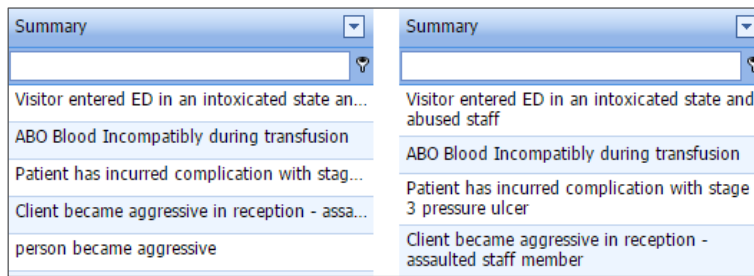 Summary
Visitor entered ED in an intoxicated state an...
ABO Blood Incompatibly during transfusion
Patient has incurred complication with stag...
Client became aggressive in reception - assa...
person became aggressive
Summary
Visitor entered ED in an intoxicated state and
abused staff
ABO Blood Incompatibly during transfusion
Patient has incurred complication with stage
3 pressure ulcer
Client became aggressive in reception -
assaulted staff member